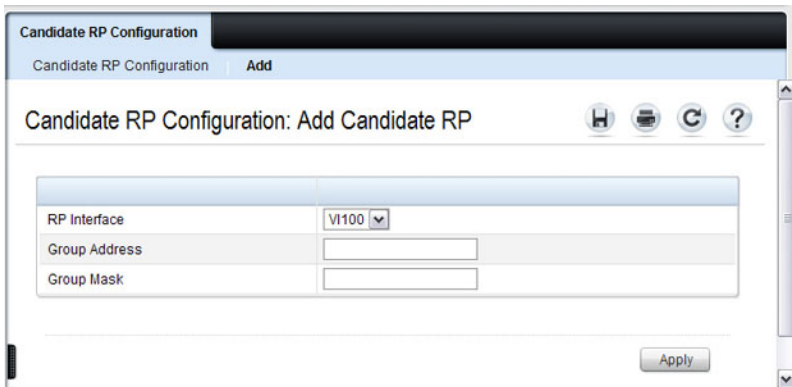 Candidate RP Configuration
Candidate RP Configuration Add
Candidate RP Configuration: Add Candidate RP
?
RP Interface VI100
Group Address
Group Mask
Apply